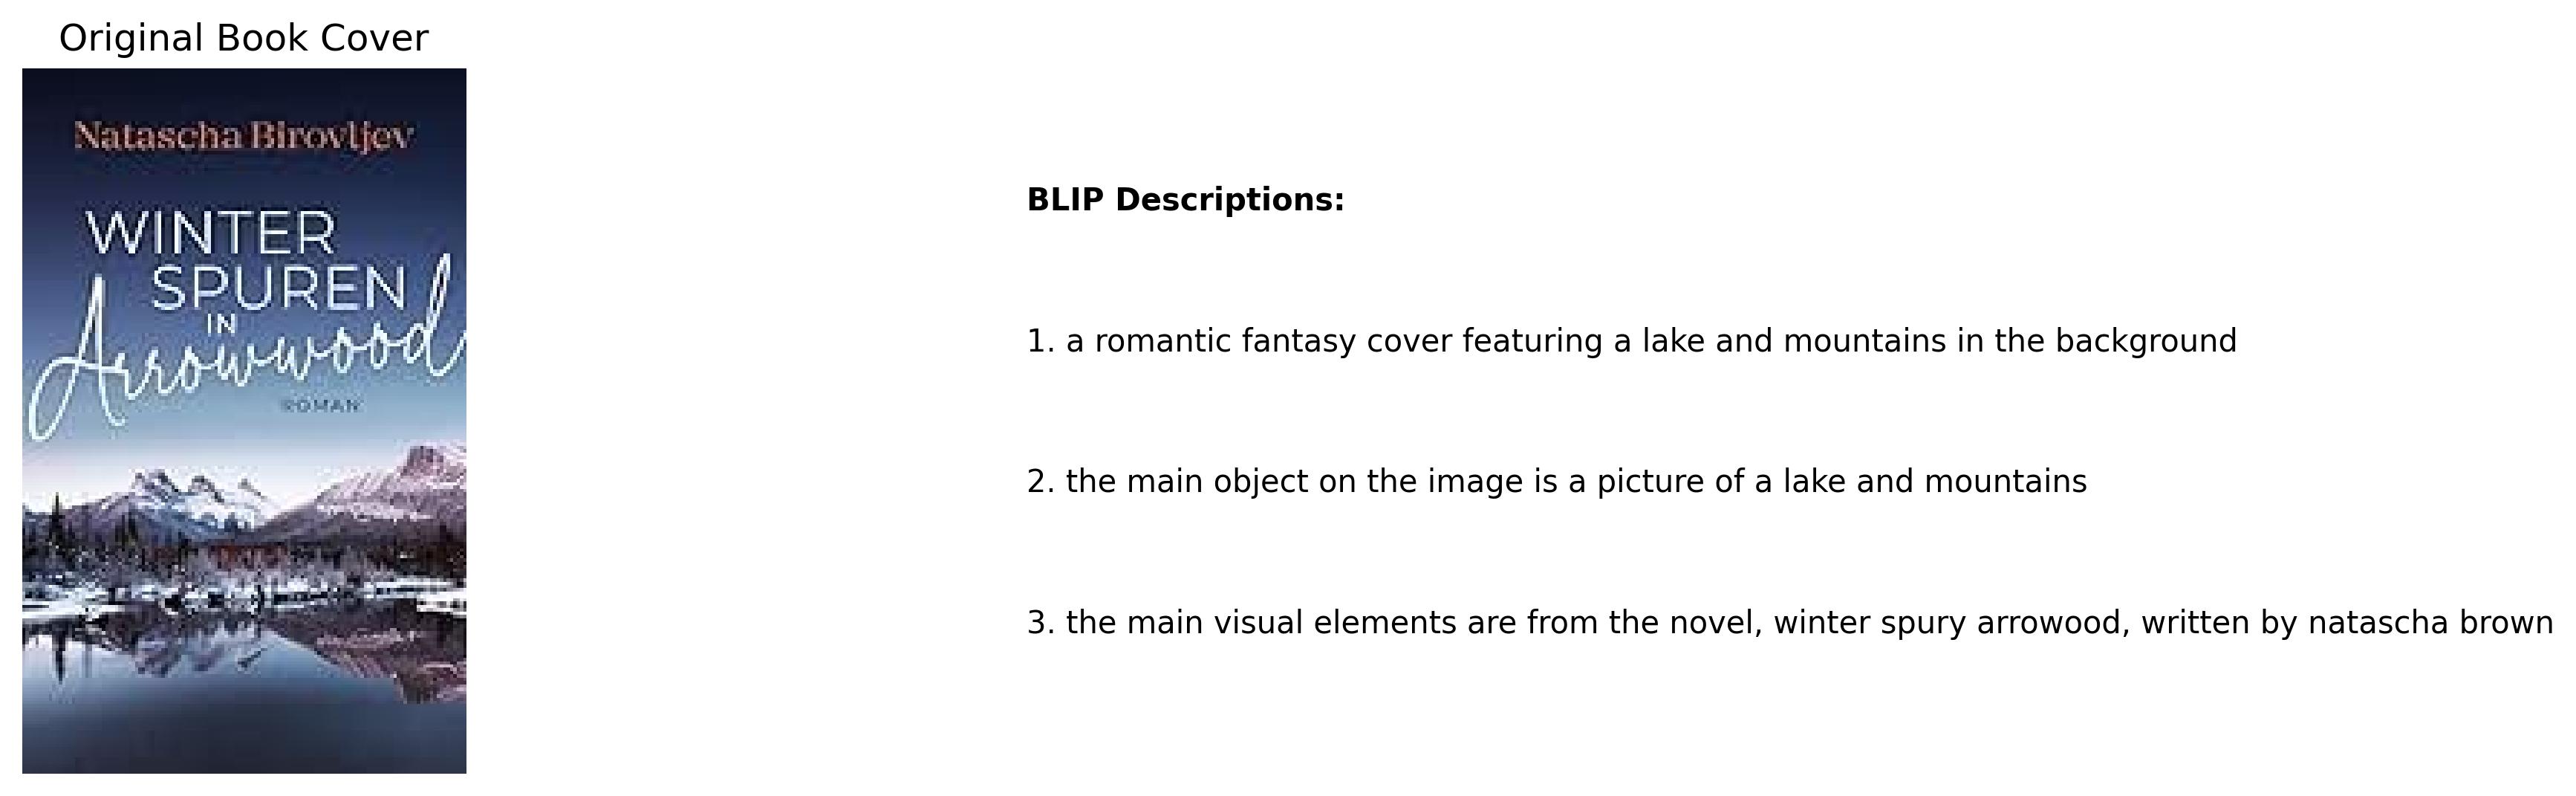 Original Book Cover
Natascha Birovljev
WINTER
SPUREN
IN
Arrowwood
ROMAN
BLIP Descriptions:
1. a romantic fantasy cover featuring a lake and mountains in the background
2. the main object on the image is a picture of a lake and mountains
3. the main visual elements are from the novel, winter spury arrowood, written by natascha brown